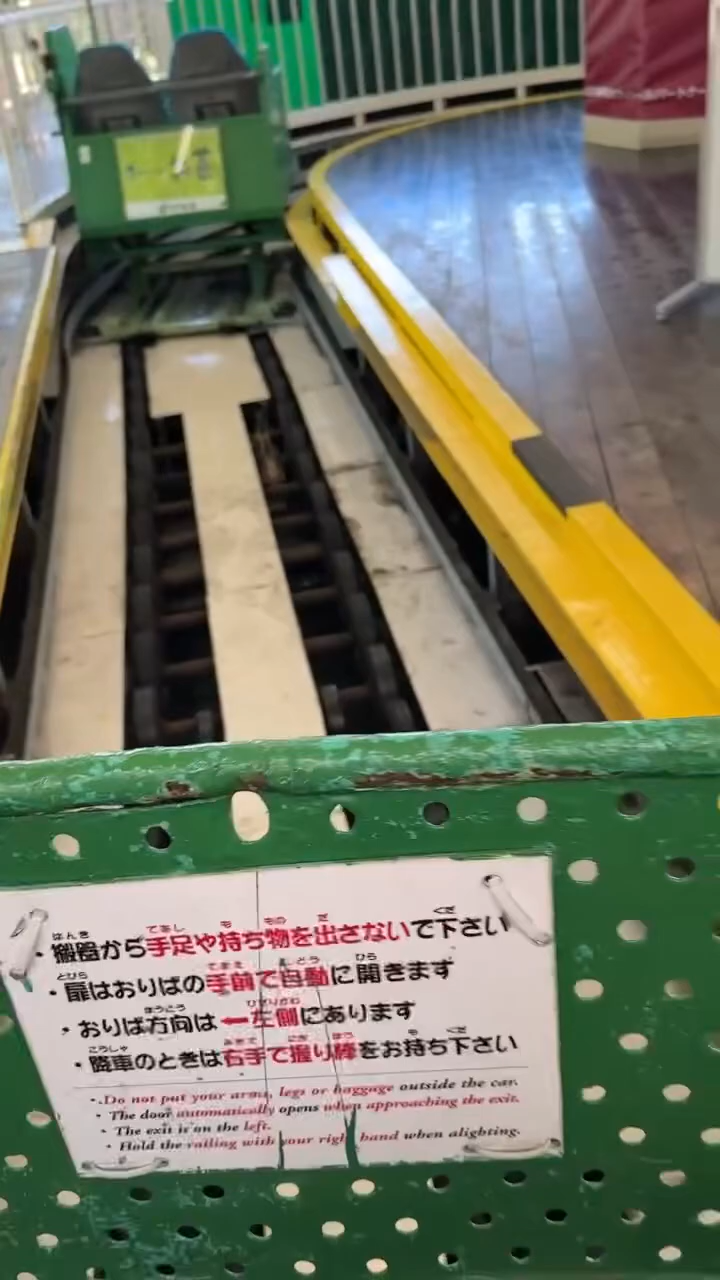 ・搬器から手足や持ち物を出さないで下さい
・扉はおりばの手前で自動に開きます
・おりば方向は←左側にあります
・降車のときは右手で握り棒をお持ち下さい
・Do not put your arms, legs or baggage outside the car.
・The door automatically opens when approaching the exit.
・The exit is on the left.
・Hold the railing with your right hand when alighting.